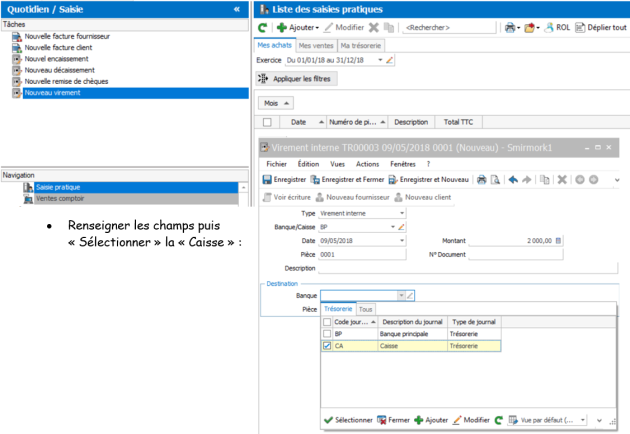 Quotidien / Saisie «
Tâches
Nouvelle facture fournisseur
Nouvelle facture client
Nouvel encaissement
Nouveau décaissement
Nouvelle remise de chèques
Nouveau virement
Navigation
Saisie pratique
Ventes comptoir
• Renseigner les champs puis
« Sélectionner » la « Caisse » :
Liste des saisies pratiques
Ajouter Modifier <Rechercher> ROL Déplier tout
Mes achats Mes ventes Ma trésorerie
Exercice Du 01/01/18 au 31/12/18
Appliquer les filtres
Mois
Date Numéro de pi... Description Total TTC
Virement interne TR00003 09/05/2018 0001 (Nouveau) - Smirmork1
Fichier Édition Vues Actions Fenêtres ?
Enregistrer Enregistrer et Fermer Enregistrer et Nouveau
Voir écriture Nouveau fournisseur Nouveau client
Type Virement interne
Banque/Caisse BP
Date 09/05/2018 Montant 2 000,00
Pièce 0001 N° Document
Description
Destination
Banque
Pièce Trésorerie Tous
Code jour... Description du journal Type de journal
BP Banque principale Trésorerie
CA Caisse Trésorerie
Sélectionner Fermer Ajouter Modifier Vue par défaut (...